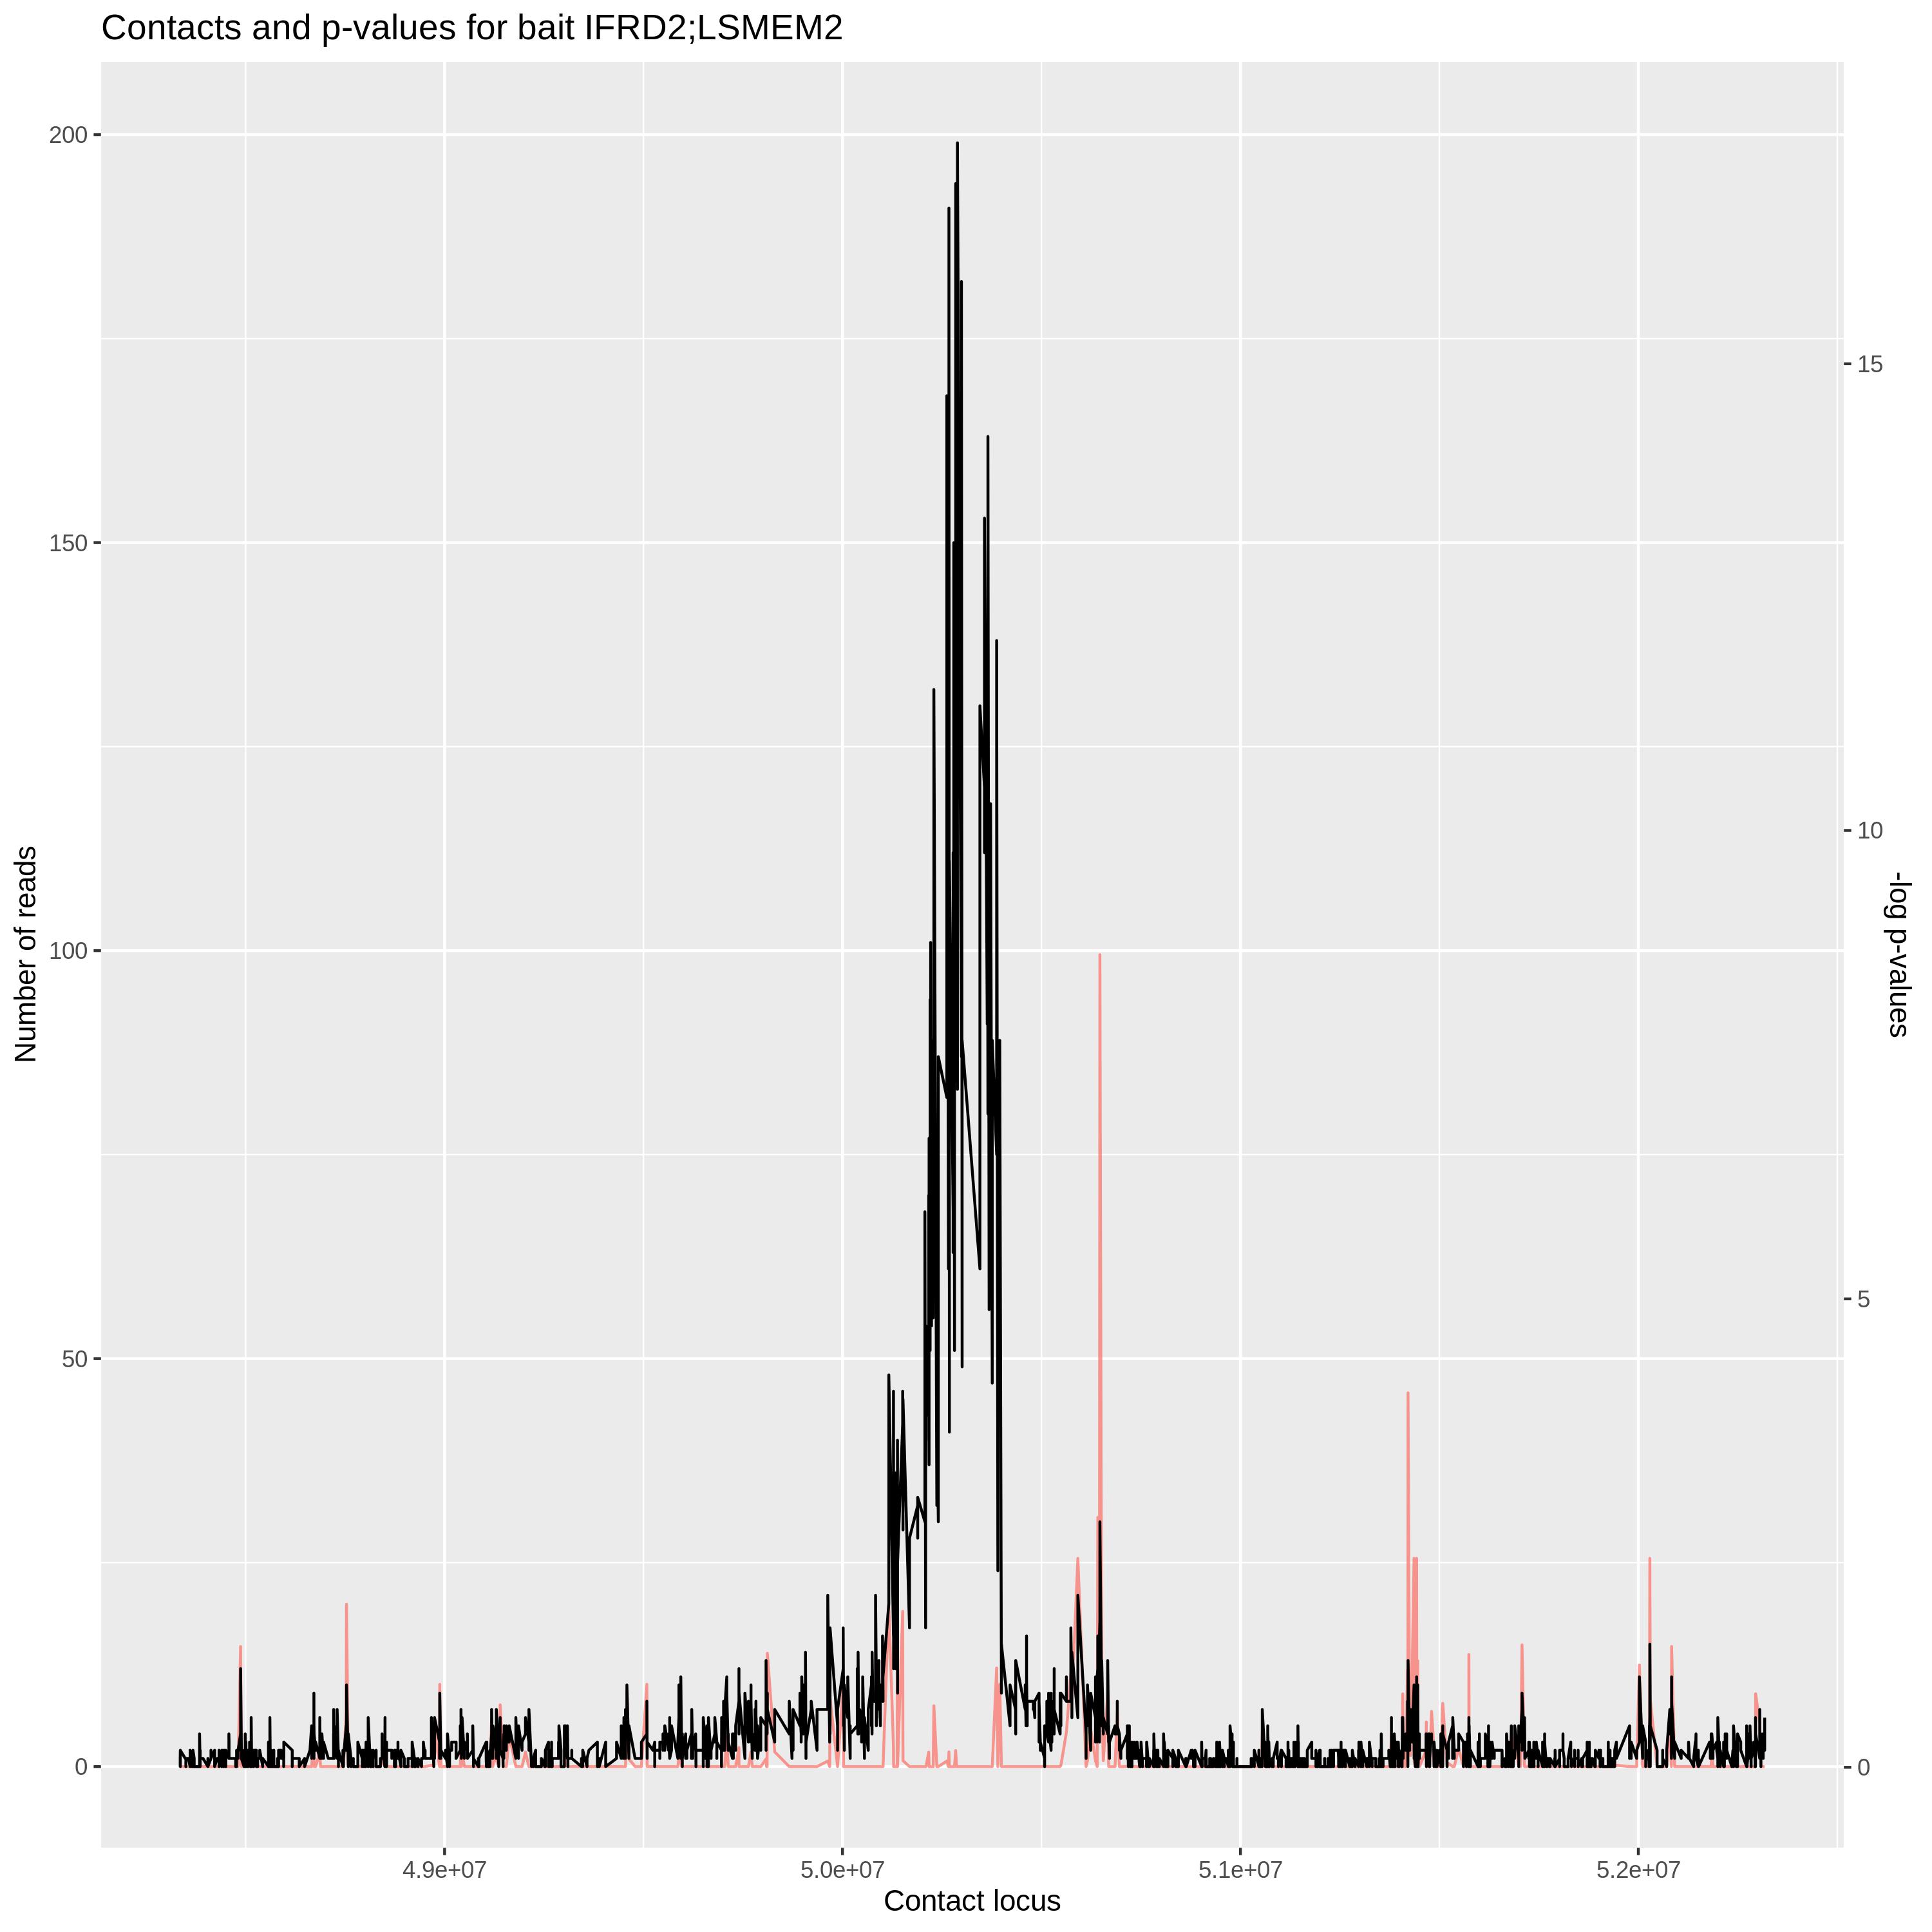 Contacts and p-values for bait IFRD2;LSMEM2
200
150
100
50
0
Number of reads
15
10
5
0
-log p-values
4.9e+07 5.0e+07 5.1e+07 5.2e+07
Contact locus